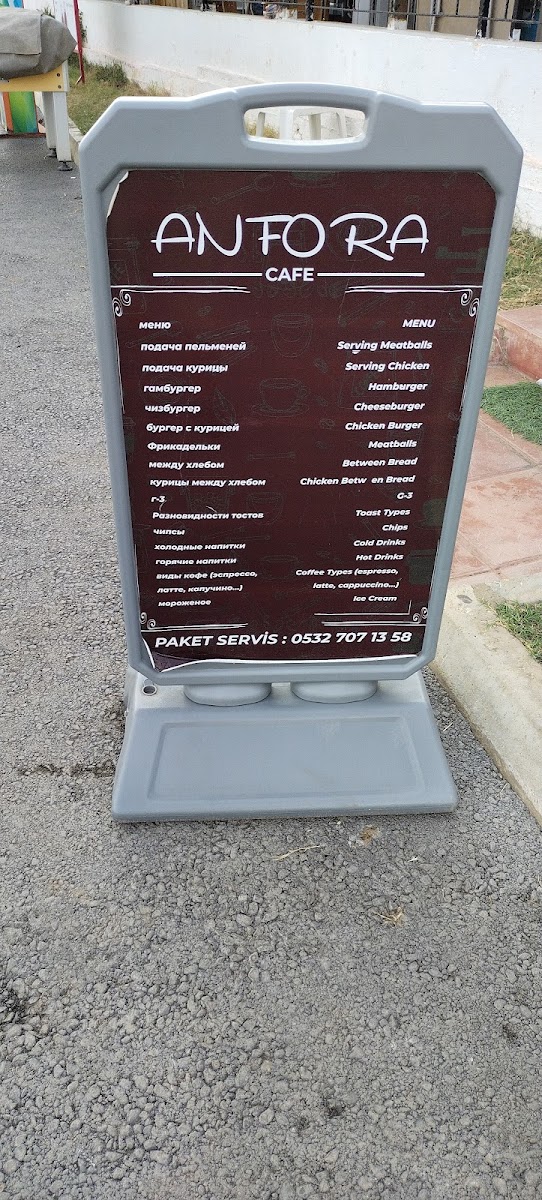 ANFORA
CAFE
меню MENU
подача пельменей Serving Meatballs
подача курицы Serving Chicken
гамбургер Hamburger
чизбургер Cheeseburger
бургер с курицей Chicken Burger
Фрикадельки Meatballs
между хлебом Between Bread
курицы между хлебом Chicken Betw en Bread
г-3 G-3
Разновидности тостов Toast Types
чипсы Chips
холодные напитки Cold Drinks
горячие напитки Hot Drinks
виды кофе (эспрессо, Coffee Types (espresso,
латте, капучино...) latte, cappuccino...)
мороженое Ice Cream
PAKET SERVİS : 0532 707 13 58